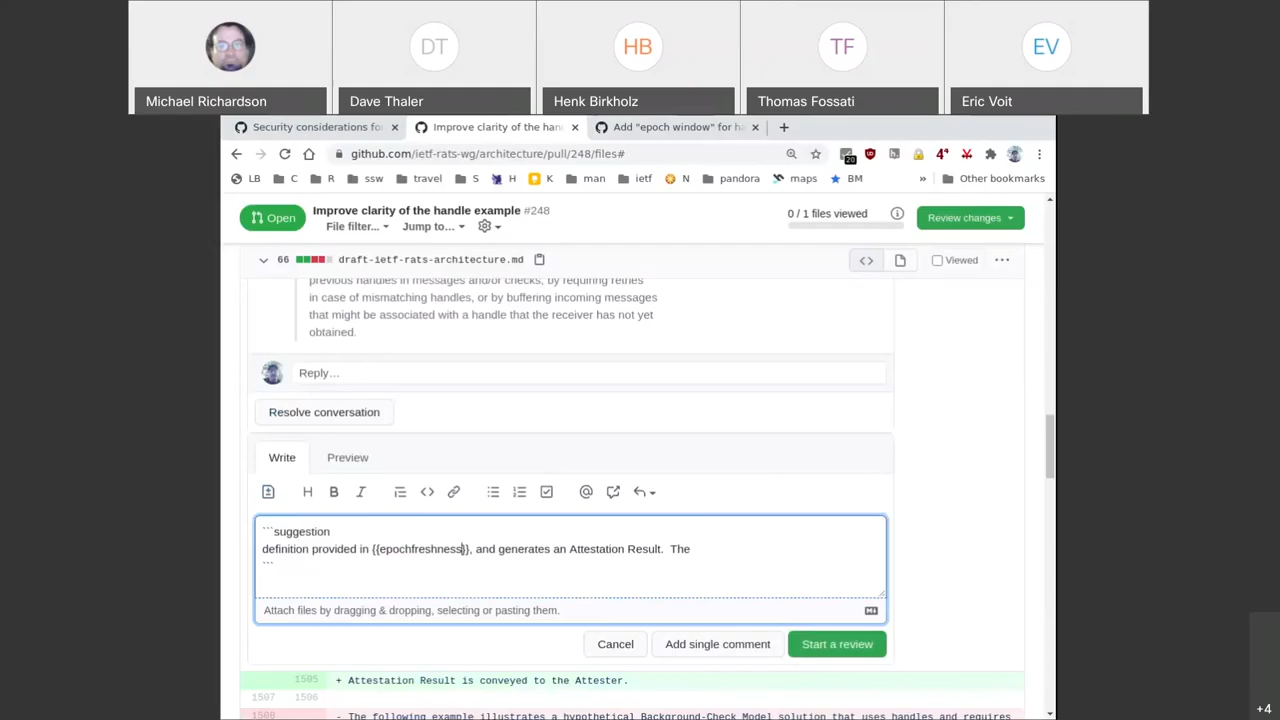 DT
HB
TF
EV
Michael Richardson
Dave Thaler
Henk Birkholz
Thomas Fossati
Eric Voit
Security considerations fo
Improve clarity of the han
Add "epoch window" for ha
github.com/ietf-rats-wg/architecture/pull/248/files#
20
LB
C
R
ssw
travel
S
H
K
man
ietf
N
pandora
maps
BM
»
Other bookmarks
Open
Improve clarity of the handle example #248
File filter...
Jump to…
0 / 1 files viewed
Review changes
66
draft-ietf-rats-architecture.md
Viewed
previous handles in messages and/or checks, by requiring retries
in case of mismatching handles, or by buffering incoming messages
that might be associated with a handle that the receiver has not yet
obtained.
Reply…
Resolve conversation
Write
Preview
```suggestion
definition provided in {{epochfreshness}}, and generates an Attestation Result.  The
```
Attach files by dragging & dropping, selecting or pasting them.
Cancel
Add single comment
Start a review
1505 + Attestation Result is conveyed to the Attester.
1507 1506
1508 - The following example illustrates a hypothetical Background-Check Model solution that uses handles and requires
+4